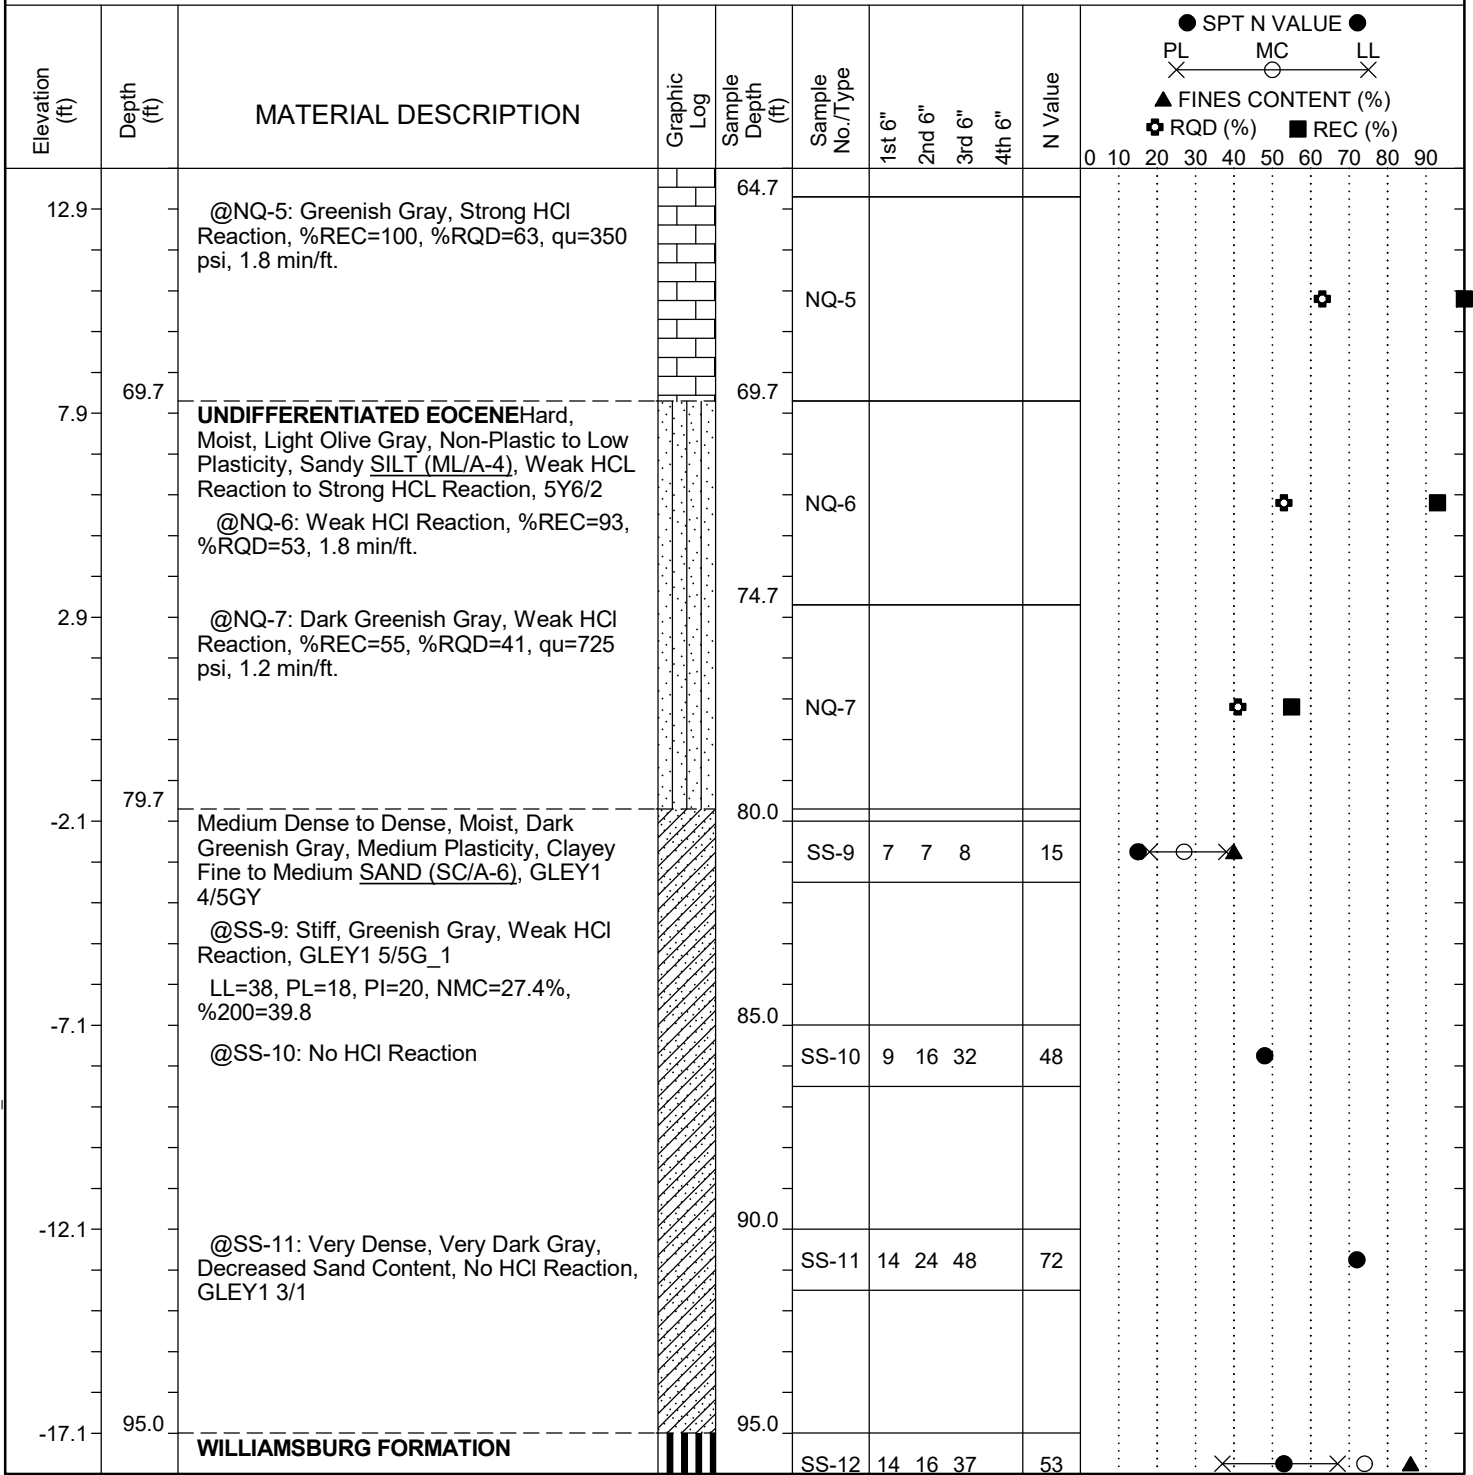 ● SPT N VALUE ●
PL MC LL
▲ FINES CONTENT (%)
RQD (%) ■ REC (%)
0 10 20 30 40 50 60 70 80 90
Elevation
(ft)
Depth
(ft)
MATERIAL DESCRIPTION
Graphic
Log
Sample
Depth
(ft)
Sample
No./Type
1st 6"
2nd 6"
3rd 6"
4th 6"
N Value
64.7
12.9
@NQ-5: Greenish Gray, Strong HCl
Reaction, %REC=100, %RQD=63, qu=350
psi, 1.8 min/ft.
NQ-5
69.7 69.7
7.9
UNDIFFERENTIATED EOCENEHard,
Moist, Light Olive Gray, Non-Plastic to Low
Plasticity, Sandy SILT (ML/A-4), Weak HCL
Reaction to Strong HCL Reaction, 5Y6/2
@NQ-6: Weak HCl Reaction, %REC=93,
%RQD=53, 1.8 min/ft.
NQ-6
74.7
2.9
@NQ-7: Dark Greenish Gray, Weak HCl
Reaction, %REC=55, %RQD=41, qu=725
psi, 1.2 min/ft.
NQ-7
79.7 80.0
-2.1
Medium Dense to Dense, Moist, Dark
Greenish Gray, Medium Plasticity, Clayey
Fine to Medium SAND (SC/A-6), GLEY1
4/5GY
SS-9 7 7 8 15
@SS-9: Stiff, Greenish Gray, Weak HCl
Reaction, GLEY1 5/5G_1
LL=38, PL=18, PI=20, NMC=27.4%,
%200=39.8
85.0
-7.1
@SS-10: No HCl Reaction
SS-10 9 16 32 48
90.0
-12.1
@SS-11: Very Dense, Very Dark Gray,
Decreased Sand Content, No HCl Reaction,
GLEY1 3/1
SS-11 14 24 48 72
95.0 95.0
-17.1
WILLIAMSBURG FORMATION
SS-12 14 16 37 53